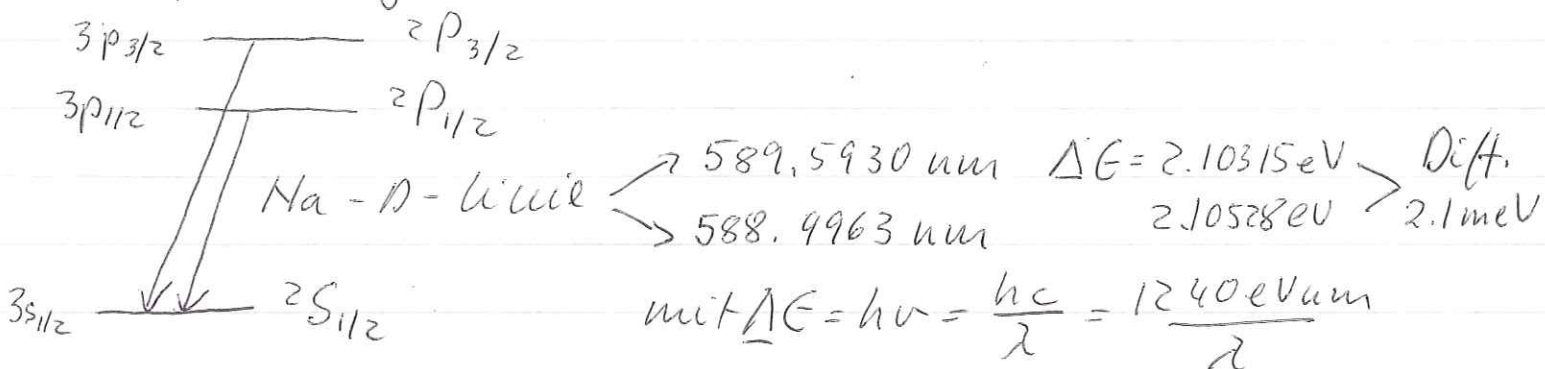 3p3/2 ²P3/2
3p1/2 ²P1/2
Na-D-Linie 589.5930 nm ΔE = 2.10315 eV Diff.
588.9963 nm 2.10528 eV 2.1 meV
3s1/2 ²S1/2 mit ΔE = hν = hc/λ = 1240 eVnm/λ